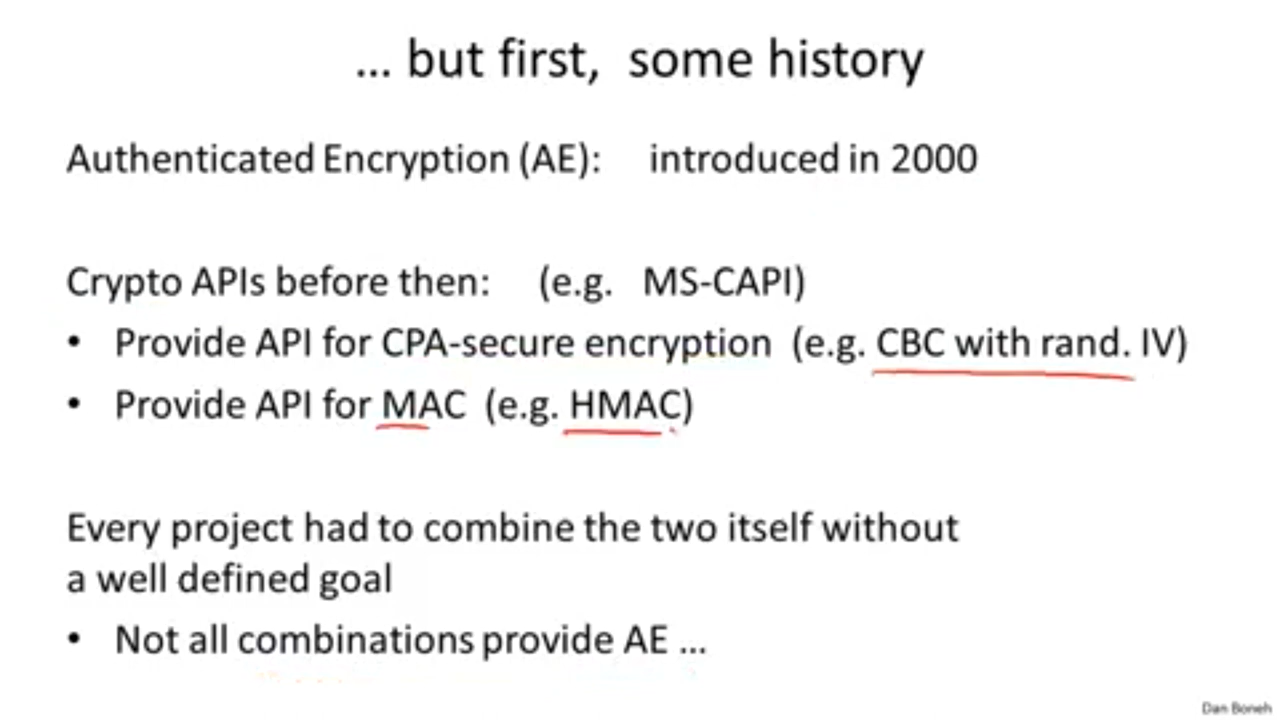 ... but first, some history
Authenticated Encryption (AE): introduced in 2000
Crypto APIs before then: (e.g. MS-CAPI)
• Provide API for CPA-secure encryption (e.g. CBC with rand. IV)
• Provide API for MAC (e.g. HMAC)
Every project had to combine the two itself without
a well defined goal
• Not all combinations provide AE ...
Dan Boneh